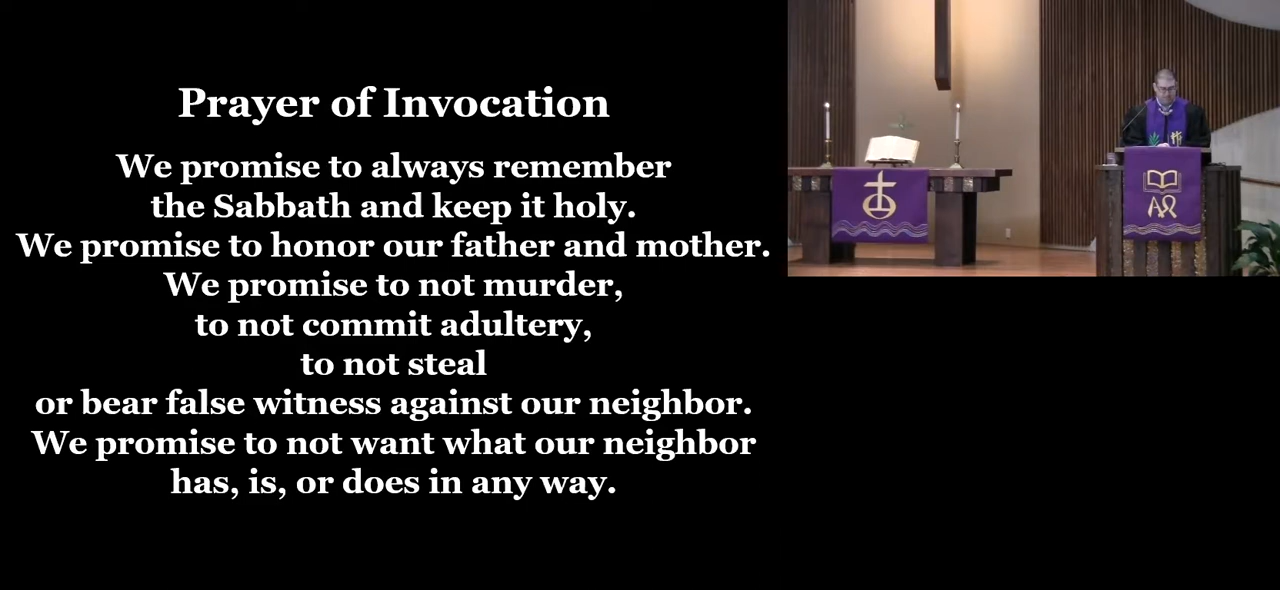 Prayer of Invocation
We promise to always remember
the Sabbath and keep it holy.
We promise to honor our father and mother.
We promise to not murder,
to not commit adultery,
to not steal
or bear false witness against our neighbor.
We promise to not want what our neighbor
has, is, or does in any way.
ΑΩ